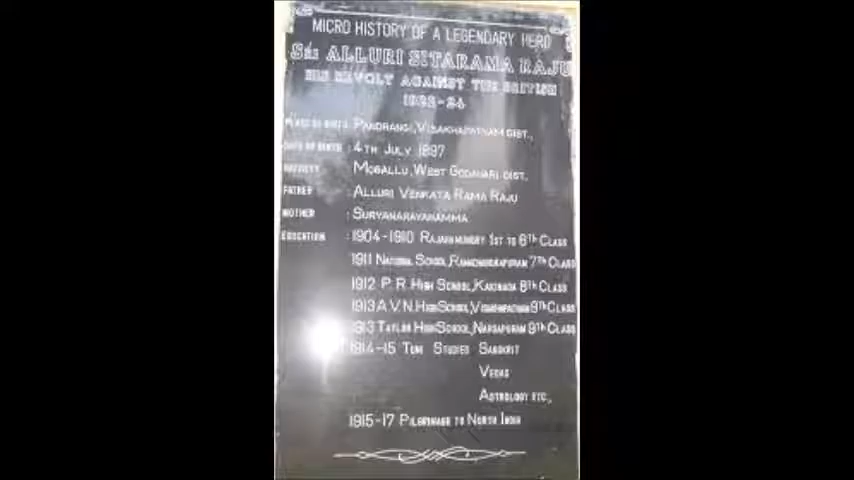 MICRO HISTORY OF A LEGENDARY HERO
Sri ALLURI SITARAMA RAJU
HIS REVOLT AGAINST THE BRITISH
1922-24
PLACE OF BIRTH : PANDRANGI, VISAKHAPATNAM DIST.,
DATE OF BIRTH : 4TH JULY 1897
: MOGALLU, WEST GODAVARI DIST.
FATHER : ALLURI VENKATA RAMA RAJU
MOTHER : SURYANARAYANAMMA
EDUCATION : 1904-1910 RAJAHMUNDRY 1ST TO 6TH CLASS
1911 NATIONAL SCHOOL, RAMACHANDRAPURAM 7TH CLASS
1912 P.R. HIGH SCHOOL, KAKINADA 8TH CLASS
1913 A.V.N. HIGH SCHOOL, VISAKHAPATNAM 9TH CLASS
1913 TAYLOR HIGH SCHOOL, NARSAPURAM 9TH CLASS
1914-15 TUNI STUDIED SANSKRIT
VEDAS
ASTROLOGY ETC.,
1915-17 PILGRIMAGE TO NORTH INDIA